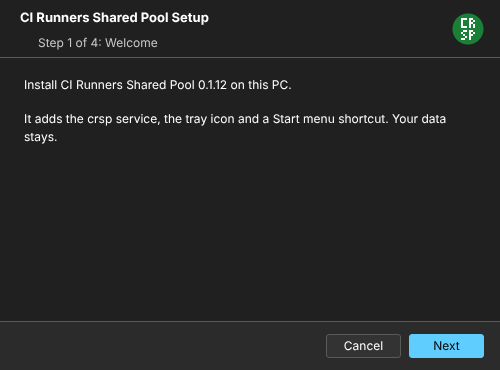 CI Runners Shared Pool Setup
Step 1 of 4: Welcome
CR
SP
Install CI Runners Shared Pool 0.1.12 on this PC.
It adds the crsp service, the tray icon and a Start menu shortcut. Your data
stays.
Cancel
Next